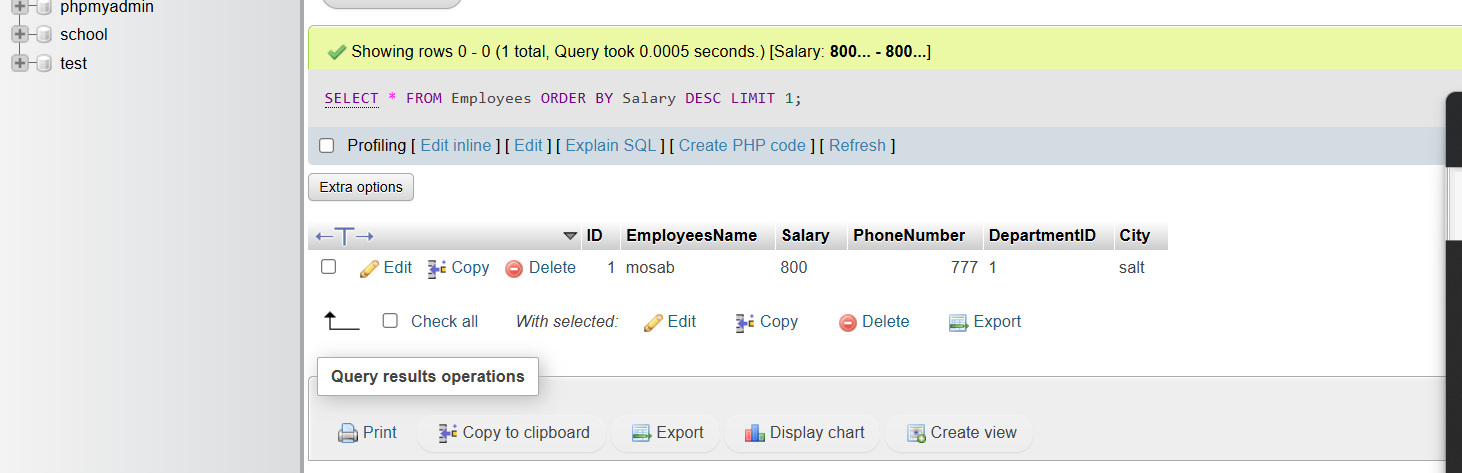 phpmyadmin
school
test
Showing rows 0 - 0 (1 total, Query took 0.0005 seconds.) [Salary: 800... - 800...]
SELECT * FROM Employees ORDER BY Salary DESC LIMIT 1;
Profiling [ Edit inline ] [ Edit ] [ Explain SQL ] [ Create PHP code ] [ Refresh ]
Extra options
ID EmployeesName Salary PhoneNumber DepartmentID City
Edit Copy Delete 1 mosab 800 777 1 salt
Check all With selected: Edit Copy Delete Export
Query results operations
Print Copy to clipboard Export Display chart Create view